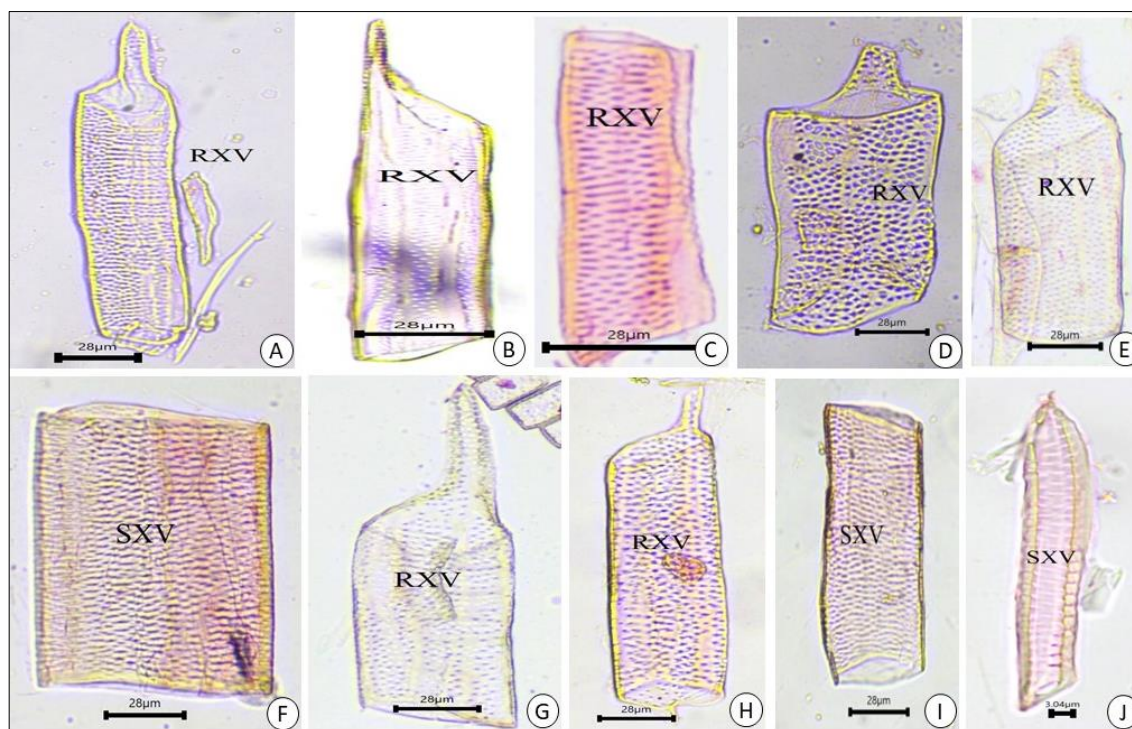 RXV
28µm
A
RXV
28µm
B
RXV
28µm
C
RXV
28µm
D
RXV
28µm
E
SXV
28µm
F
RXV
28µm
G
RXV
28µm
H
SXV
28µm
I
SXV
3.04µm
J